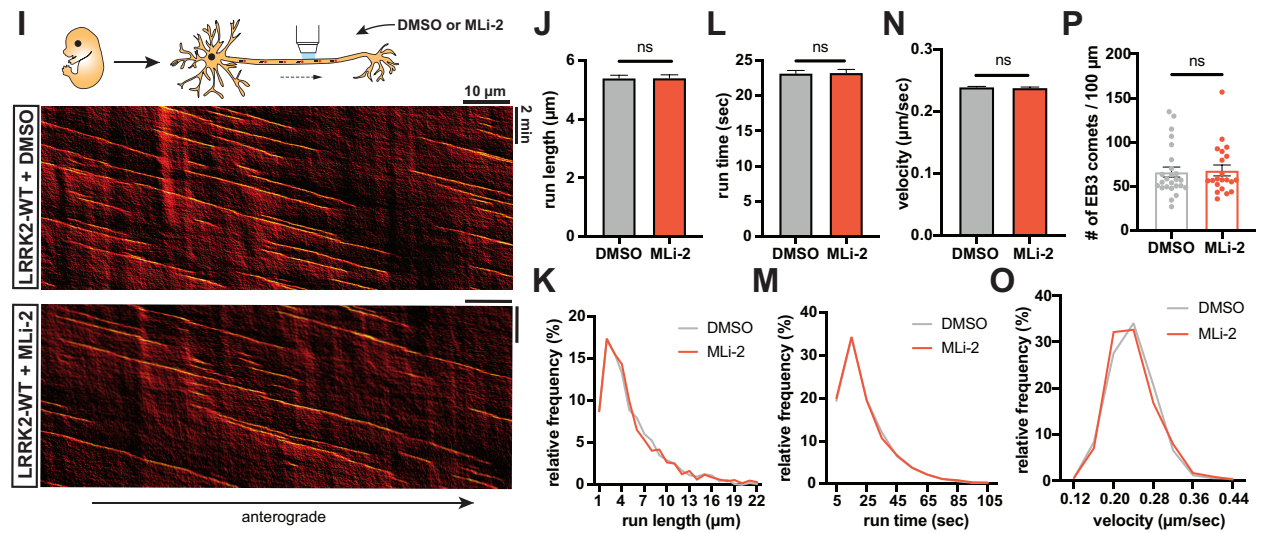 I
DMSO or MLi-2
10 µm
2 min
LRRK2-WT + DMSO
LRRK2-WT + MLi-2
anterograde
J
ns
run length (µm)
6
4
2
0
DMSO MLi-2
L
ns
run time (sec)
25
20
15
10
5
0
DMSO MLi-2
N
ns
velocity (µm/sec)
0.3
0.2
0.1
0.0
DMSO MLi-2
P
ns
# of EB3 comets / 100 µm
200
150
100
50
0
DMSO MLi-2
K
relative frequency (%)
20
15
10
5
0
DMSO
MLi-2
1 4 7 10 13 16 19 22
run length (µm)
M
relative frequency (%)
40
30
20
10
0
DMSO
MLi-2
5 25 45 65 85 105
run time (sec)
O
relative frequency (%)
40
30
20
10
0
DMSO
MLi-2
0.12 0.20 0.28 0.36 0.44
velocity (µm/sec)